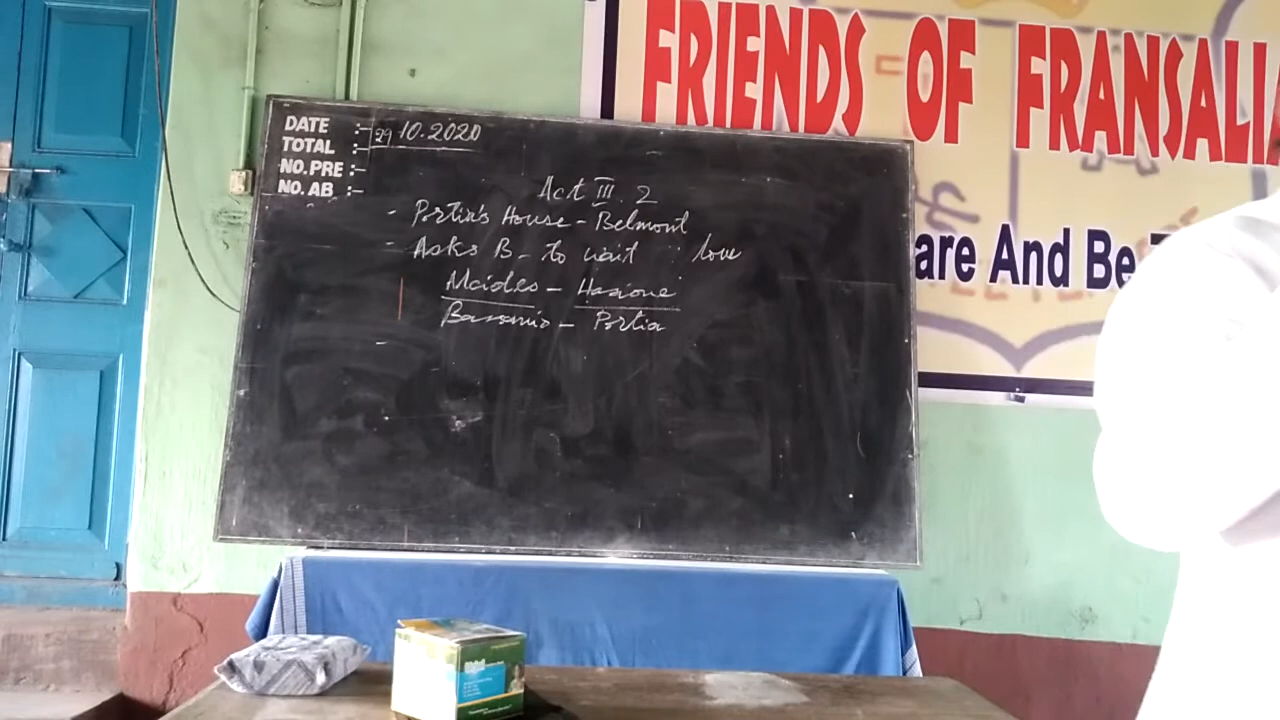 FRIENDS OF FRANSALIA
are And Be
DATE :- 29 10.2020
TOTAL :-
NO.PRE :-
NO.AB :-
Act III. 2
- Portia's House - Belmont
- Asks B - to wait ∵ love
Alcides - Hesione
Bassanio - Portia